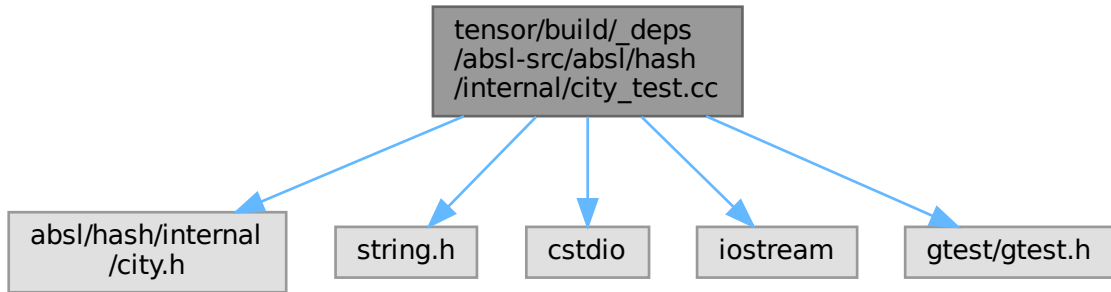 tensor/build/_deps
/absl-src/absl/hash
/internal/city_test.cc
absl/hash/internal
/city.h
string.h
cstdio
iostream
gtest/gtest.h